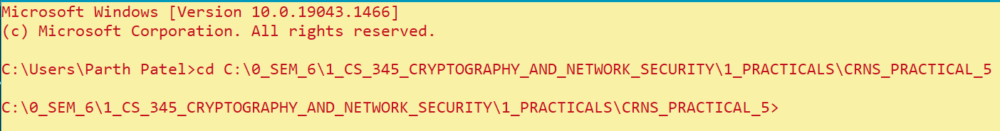 Microsoft Windows [Version 10.0.19043.1466]
(c) Microsoft Corporation. All rights reserved.
C:\Users\Parth Patel>cd C:\0_SEM_6\1_CS_345_CRYPTOGRAPHY_AND_NETWORK_SECURITY\1_PRACTICALS\CRNS_PRACTICAL_5
C:\0_SEM_6\1_CS_345_CRYPTOGRAPHY_AND_NETWORK_SECURITY\1_PRACTICALS\CRNS_PRACTICAL_5>